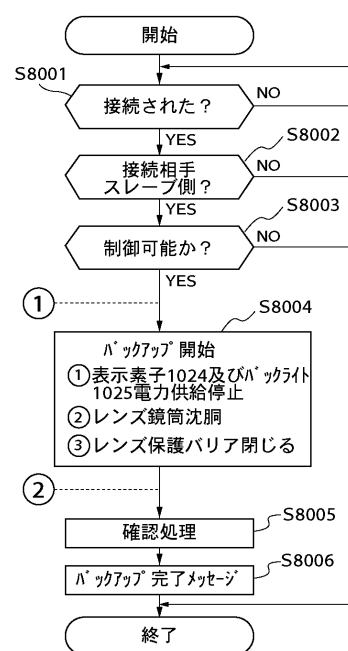 開始
S8001
接続された？
NO
YES
S8002
接続相手
スレーブ側？
NO
YES
S8003
制御可能か？
NO
YES
①
S8004
ﾊﾞｯｸｱｯﾌﾟ開始
①表示素子1024及びﾊﾞｯｸﾗｲﾄ
1025電力供給停止
②レンズ鏡筒沈胴
③レンズ保護バリア閉じる
②
S8005
確認処理
S8006
ﾊﾞｯｸｱｯﾌﾟ完了ﾒｯｾｰｼﾞ
終了